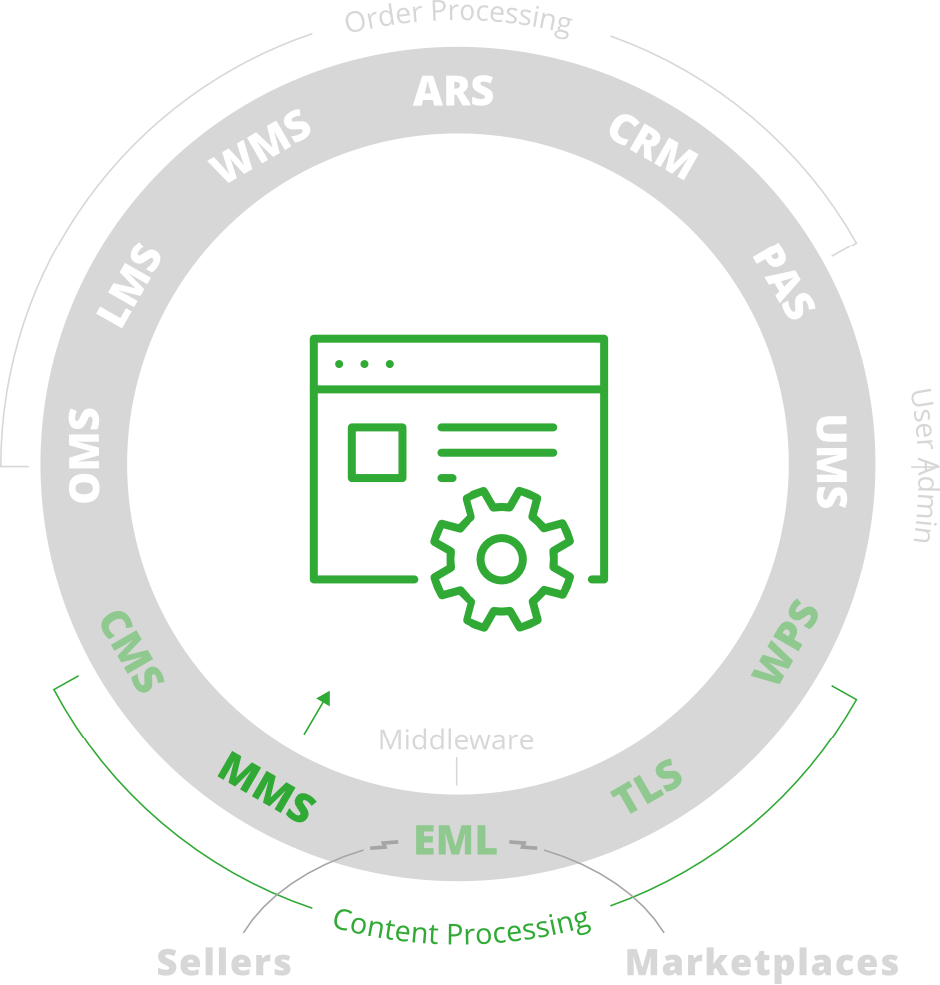 Order Processing
ARS
WMS
CRM
LMS
PAS
OMS
UMS
User Admin
CMS
WPS
Middleware
MMS
TLS
EML
Content Processing
Sellers
Marketplaces